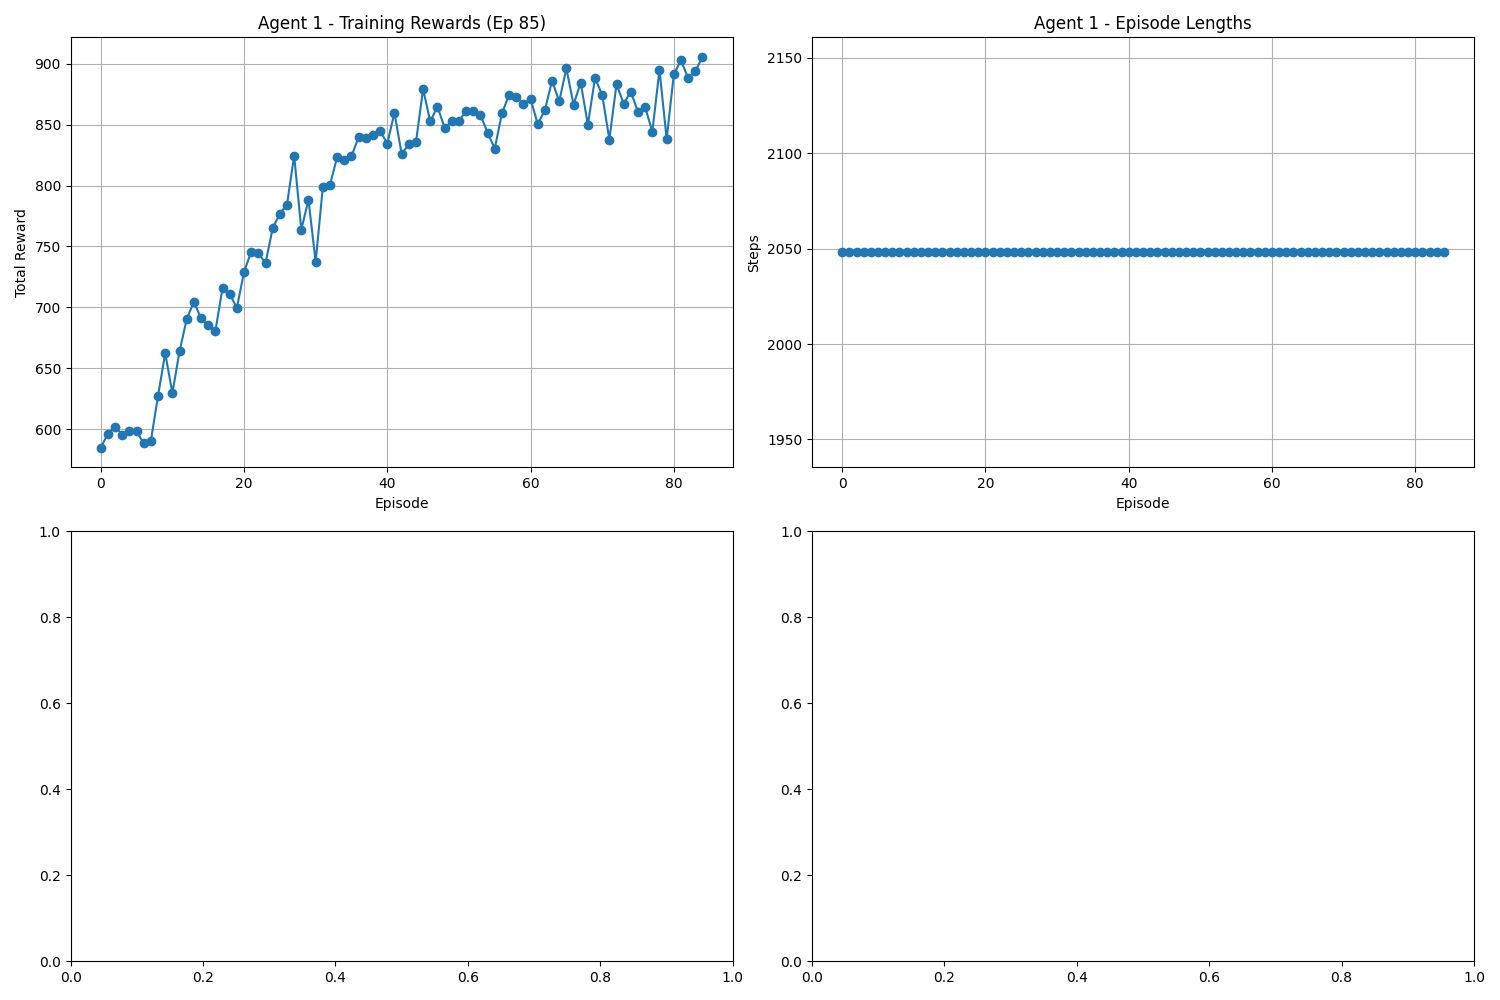 Agent 1 - Training Rewards (Ep 85)
900
850
800
750
700
650
600
Total Reward
0 20 40 60 80
Episode
Agent 1 - Episode Lengths
2150
2100
2050
2000
1950
Steps
0 20 40 60 80
Episode
1.0
0.8
0.6
0.4
0.2
0.0
0.0 0.2 0.4 0.6 0.8 1.0
1.0
0.8
0.6
0.4
0.2
0.0
0.0 0.2 0.4 0.6 0.8 1.0